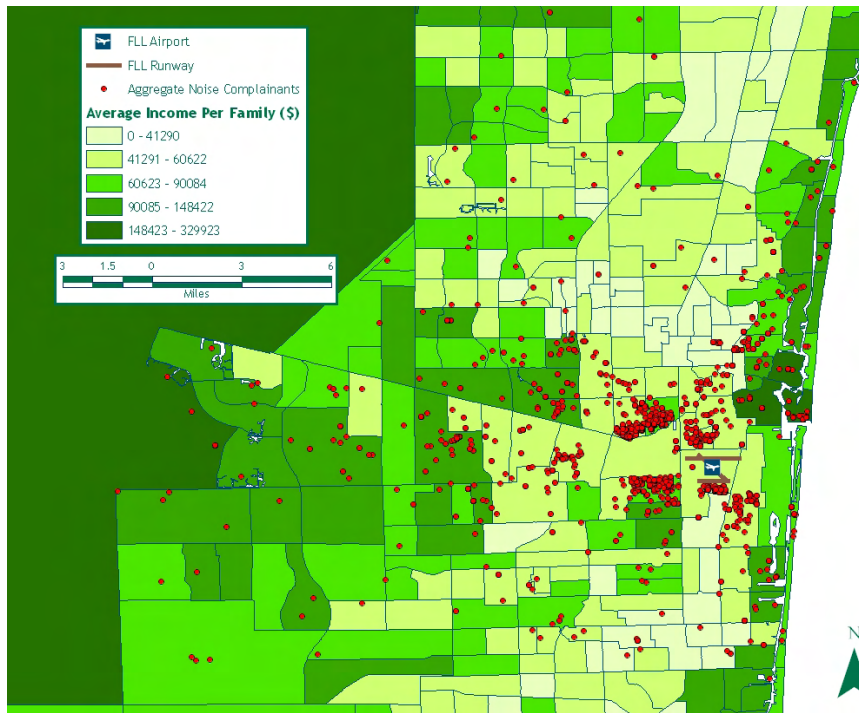 FLL Airport
FLL Runway
Aggregate Noise Complainants
Average Income Per Family ($)
0 - 41290
41291 - 60622
60623 - 90084
90085 - 148422
148423 - 329923
3 1.5 0 3 6
Miles
N